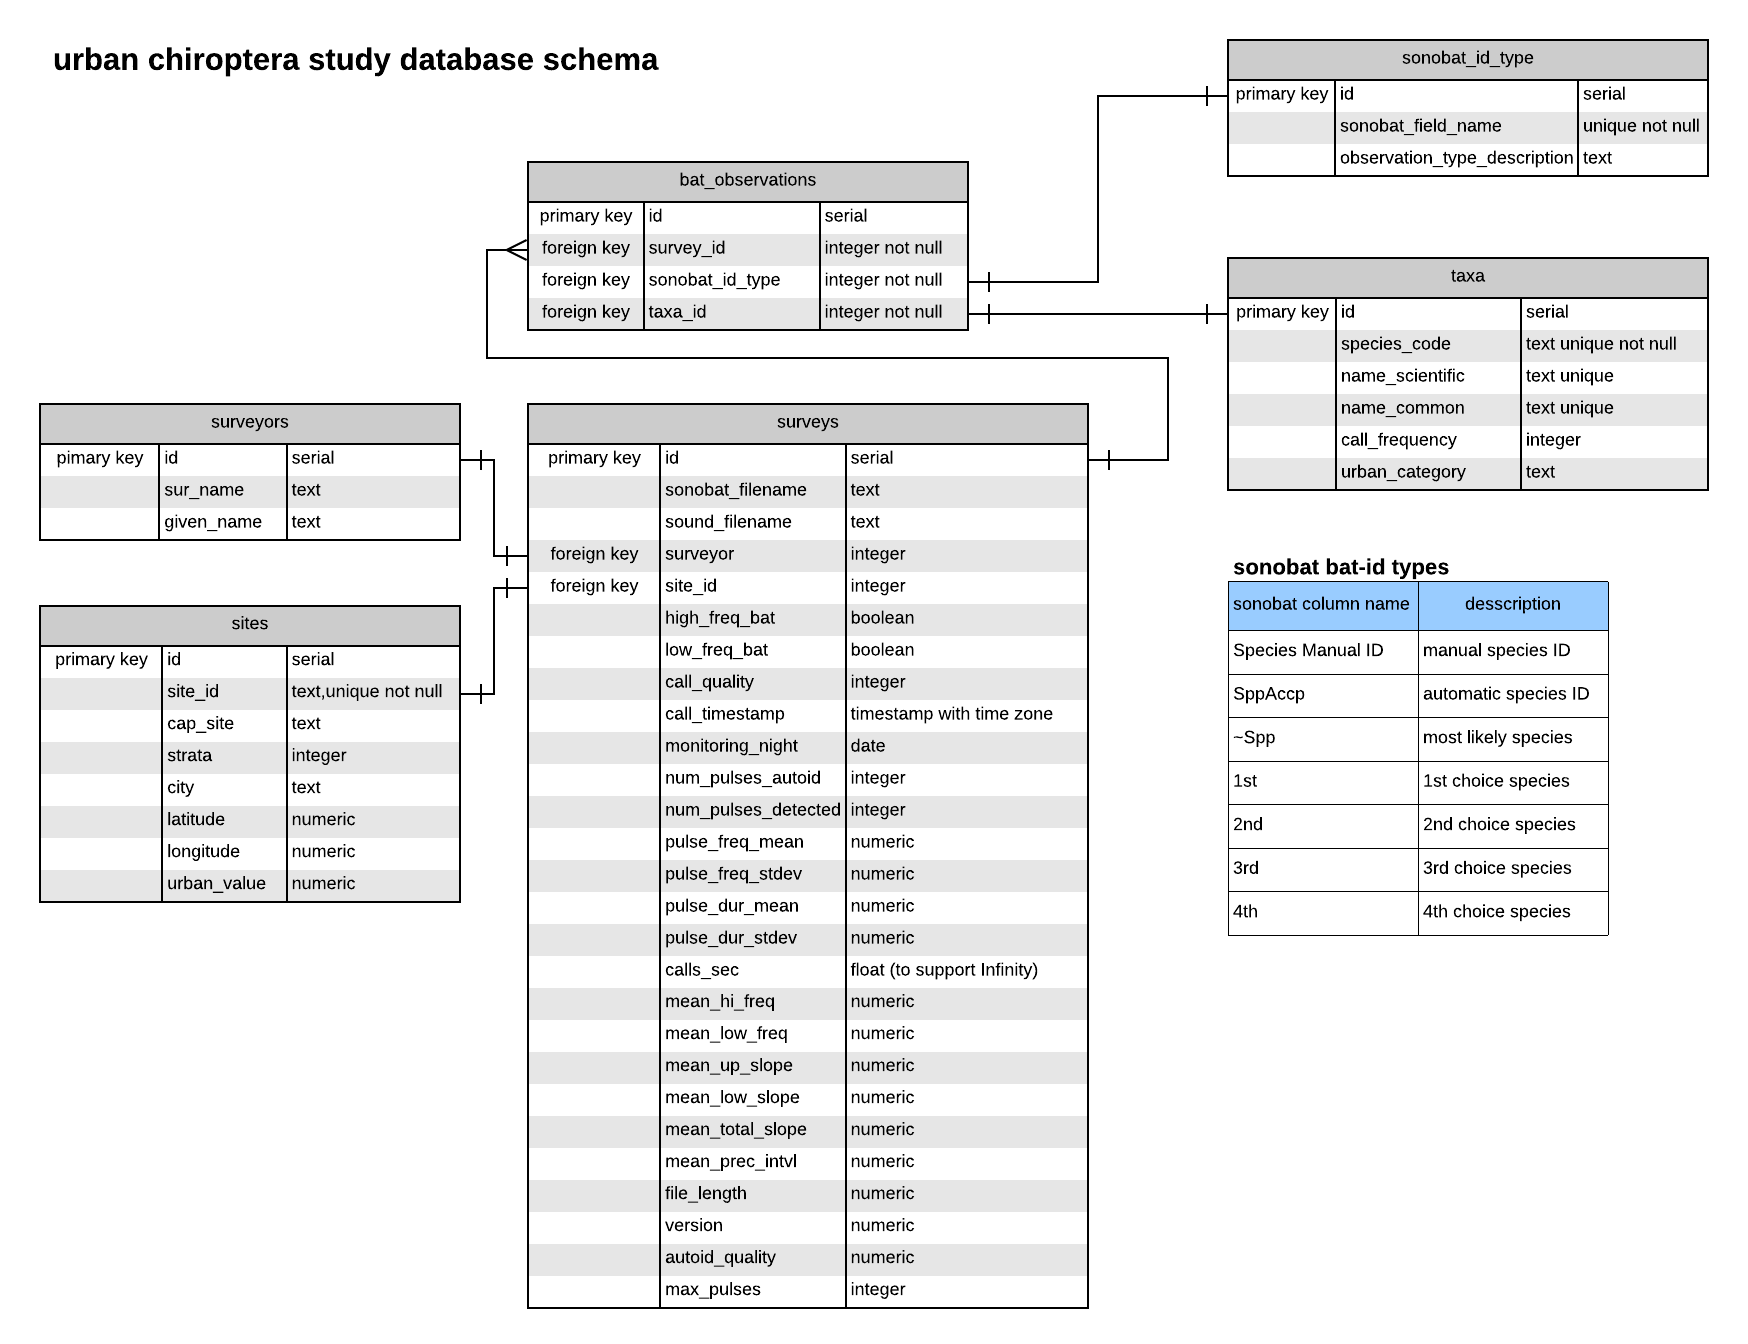 urban chiroptera study database schema
sonobat_id_type
primary key id serial
sonobat_field_name unique not null
observation_type_description text
bat_observations
primary key id serial
foreign key survey_id integer not null
foreign key sonobat_id_type integer not null
foreign key taxa_id integer not null
taxa
primary key id serial
species_code text unique not null
name_scientific text unique
name_common text unique
call_frequency integer
urban_category text
surveyors
pimary key id serial
sur_name text
given_name text
sites
primary key id serial
site_id text,unique not null
cap_site text
strata integer
city text
latitude numeric
longitude numeric
urban_value numeric
surveys
primary key id serial
sonobat_filename text
sound_filename text
foreign key surveyor integer
foreign key site_id integer
high_freq_bat boolean
low_freq_bat boolean
call_quality integer
call_timestamp timestamp with time zone
monitoring_night date
num_pulses_autoid integer
num_pulses_detected integer
pulse_freq_mean numeric
pulse_freq_stdev numeric
pulse_dur_mean numeric
pulse_dur_stdev numeric
calls_sec float (to support Infinity)
mean_hi_freq numeric
mean_low_freq numeric
mean_up_slope numeric
mean_low_slope numeric
mean_total_slope numeric
mean_prec_intvl numeric
file_length numeric
version numeric
autoid_quality numeric
max_pulses integer
sonobat bat-id types
sonobat column name desscription
Species Manual ID manual species ID
SppAccp automatic species ID
~Spp most likely species
1st 1st choice species
2nd 2nd choice species
3rd 3rd choice species
4th 4th choice species